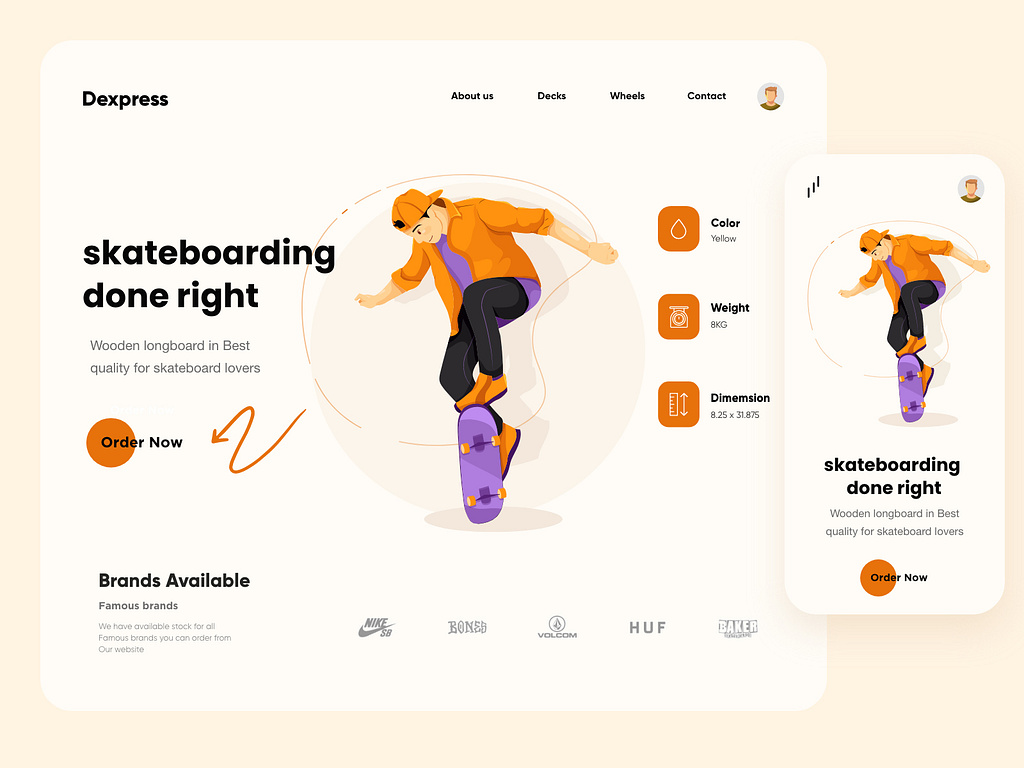 Dexpress
About us
Decks
Wheels
Contact
skateboarding
done right
Wooden longboard in Best
quality for skateboard lovers
Order Now
Color
Yellow
Weight
8KG
Dimemsion
8.25 x 31.875
Brands Available
Famous brands
We have available stock for all
Famous brands you can order from
Our website
NIKE
SB
BONES
VOLCOM
HUF
BAKER
skateboarding
done right
Wooden longboard in Best
quality for skateboard lovers
Order Now